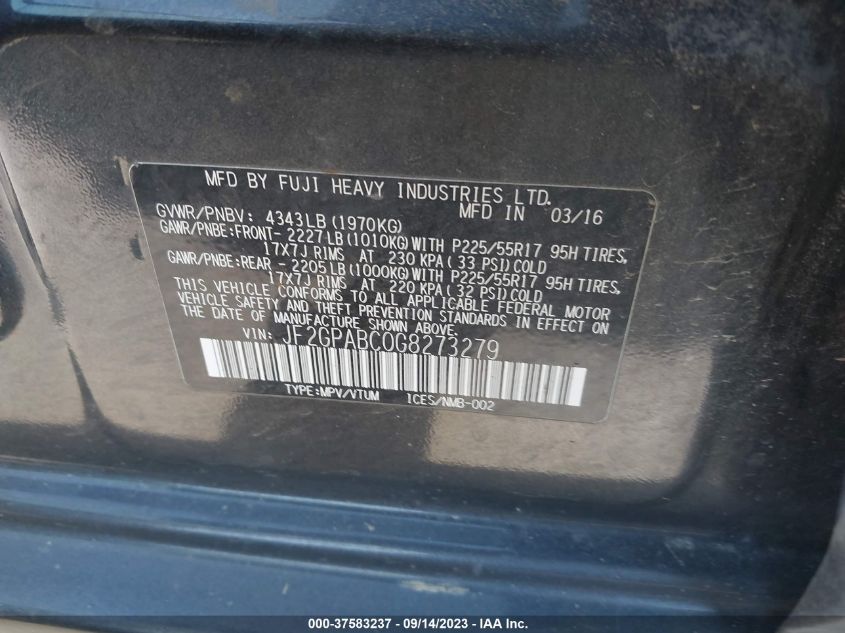 MFD BY FUJI HEAVY INDUSTRIES LTD.
MFD IN 03/16
GVWR/PNBV: 4343LB (1970KG)
GAWR/PNBE:FRONT- 2227LB (1010KG) WITH P225/55R17 95H TIRES,
17X7J RIMS AT 230 KPA( 33 PSI) COLD
GAWR/PNBE:REAR - 2205LB (1000KG) WITH P225/55R17 95H TIRES,
17X7J RIMS AT 220 KPA( 32 PSI) COLD
THIS VEHICLE CONFORMS TO ALL APPLICABLE FEDERAL MOTOR
VEHICLE SAFETY AND THEFT PREVENTION STANDARDS IN EFFECT ON
THE DATE OF MANUFACTURE SHOWN ABOVE.
VIN: JF2GPABC0G8273279
TYPE:MPV/VTUM ICES/NMB-002
000-37583237 - 09/14/2023 - IAA Inc.